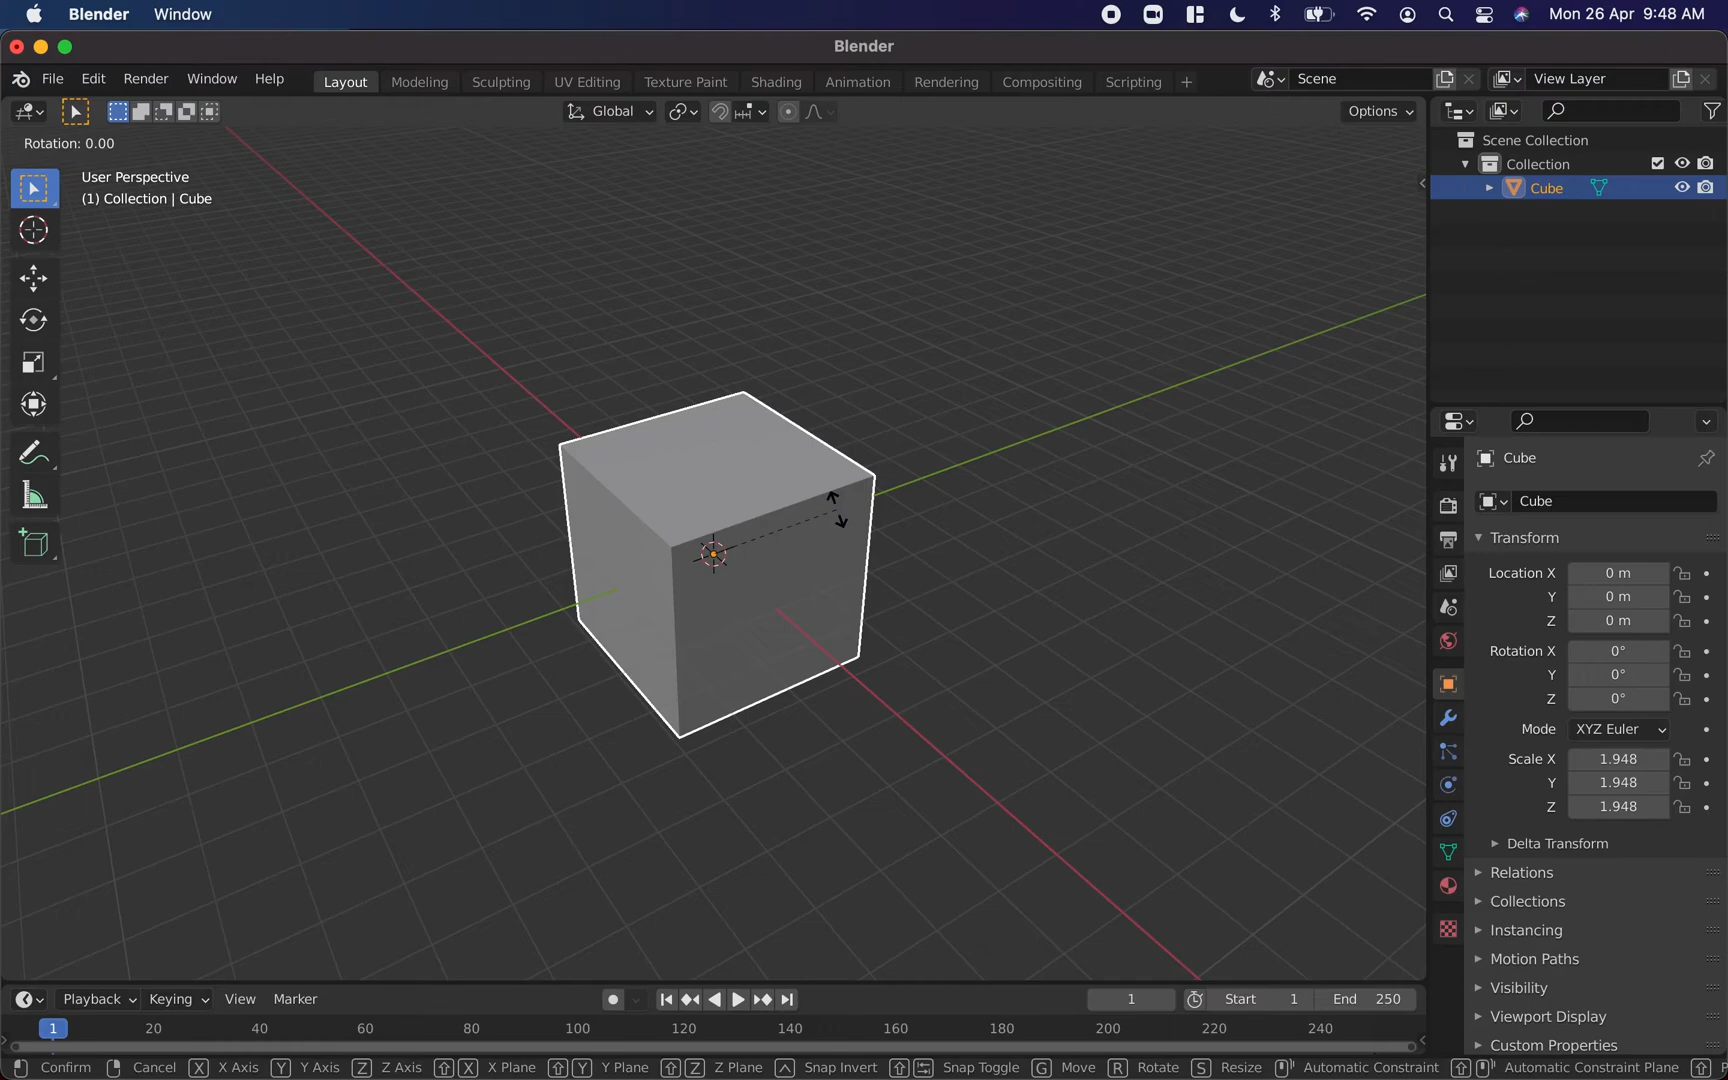 Blender Window Mon 26 Apr 9:48 AM
Blender
File Edit Render Window Help Layout Modeling Sculpting UV Editing Texture Paint Shading Animation Rendering Compositing Scripting + Scene View Layer
Global Options
Rotation: 0.00
User Perspective
(1) Collection | Cube
Scene Collection
Collection
Cube
Cube
Cube
Transform
Location X 0 m
Y 0 m
Z 0 m
Rotation X 0°
Y 0°
Z 0°
Mode XYZ Euler
Scale X 1.948
Y 1.948
Z 1.948
Delta Transform
Relations
Collections
Instancing
Motion Paths
Visibility
Viewport Display
Custom Properties
Playback Keying View Marker 1 Start 1 End 250
1 20 40 60 80 100 120 140 160 180 200 220 240
Confirm Cancel X X Axis Y Y Axis Z Z Axis X X Plane Y Y Plane Z Z Plane Snap Invert Snap Toggle G Move R Rotate S Resize Automatic Constraint Automatic Constraint Plane